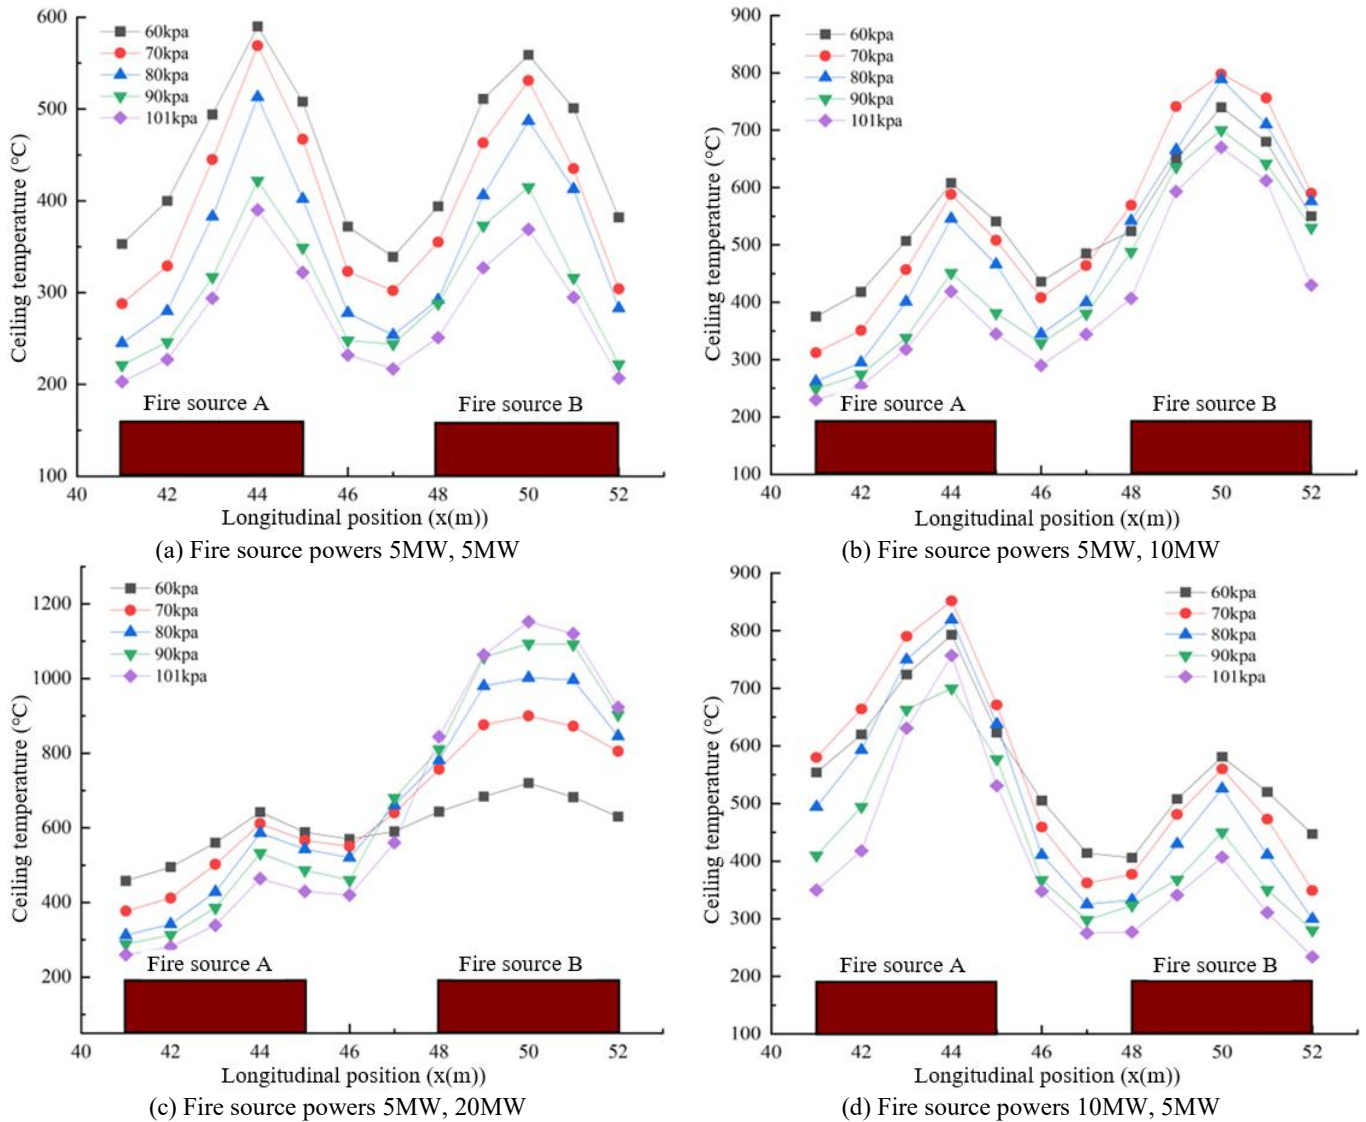 600
500
400
300
200
100
Ceiling temperature (°C)
60kpa
70kpa
80kpa
90kpa
101kpa
Fire source A
Fire source B
40 42 44 46 48 50 52
Longitudinal position (x(m))
(a) Fire source powers 5MW, 5MW
900
800
700
600
500
400
300
200
100
Ceiling temperature (°C)
60kpa
70kpa
80kpa
90kpa
101kpa
Fire source A
Fire source B
40 42 44 46 48 50 52
Longitudinal position (x(m))
(b) Fire source powers 5MW, 10MW
1200
1000
800
600
400
200
Ceiling temperature (°C)
60kpa
70kpa
80kpa
90kpa
101kpa
Fire source A
Fire source B
40 42 44 46 48 50 52
Longitudinal position (x(m))
(c) Fire source powers 5MW, 20MW
900
800
700
600
500
400
300
200
100
Ceiling temperature (°C)
60kpa
70kpa
80kpa
90kpa
101kpa
Fire source A
Fire source B
40 42 44 46 48 50 52
Longitudinal position (x(m))
(d) Fire source powers 10MW, 5MW